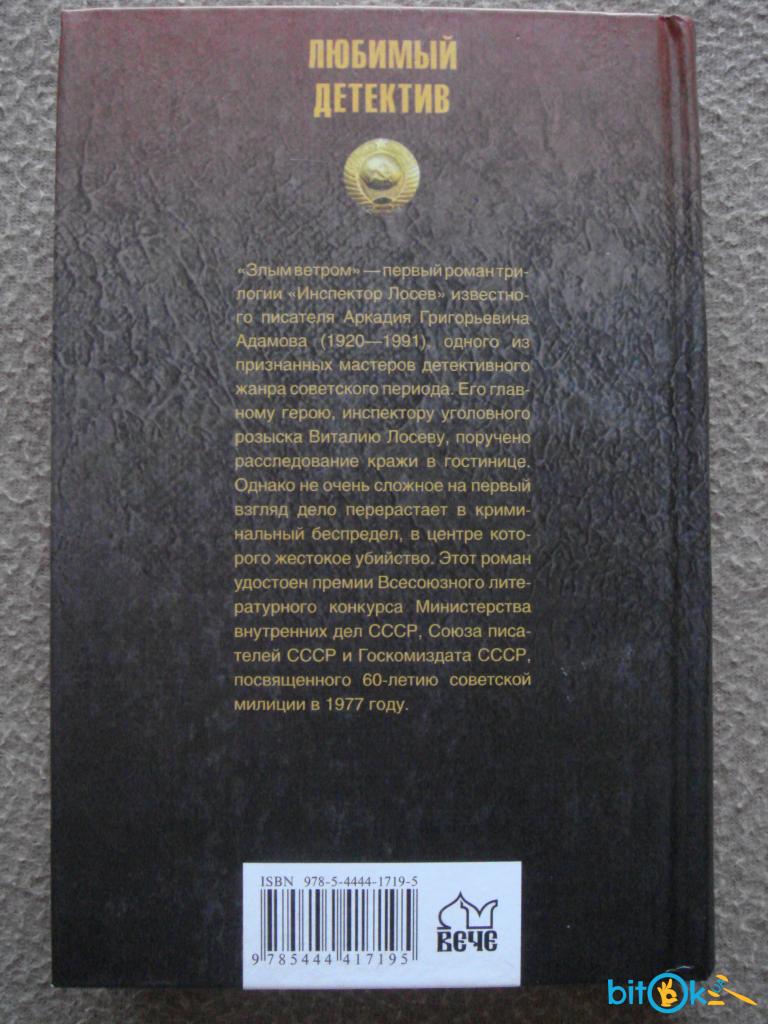 ЛЮБИМЫЙ
ДЕТЕКТИВ
«Злым ветром» — первый роман три-
логии «Инспектор Лосев» известно-
го писателя Аркадия Григорьевича
Адамова (1920—1991), одного из
признанных мастеров детективного
жанра советского периода. Его глав-
ному герою, инспектору уголовного
розыска Виталию Лосеву, поручено
расследование кражи в гостинице.
Однако не очень сложное на первый
взгляд дело перерастает в крими-
нальный беспредел, в центре кото-
рого жестокое убийство. Этот роман
удостоен премии Всесоюзного лите-
ратурного конкурса Министерства
внутренних дел СССР, Союза писа-
телей СССР и Госкомиздата СССР,
посвященного 60-летию советской
милиции в 1977 году.
ISBN 978-5-4444-1719-5
9 785444 417195
ВЕЧЕ
bitOk